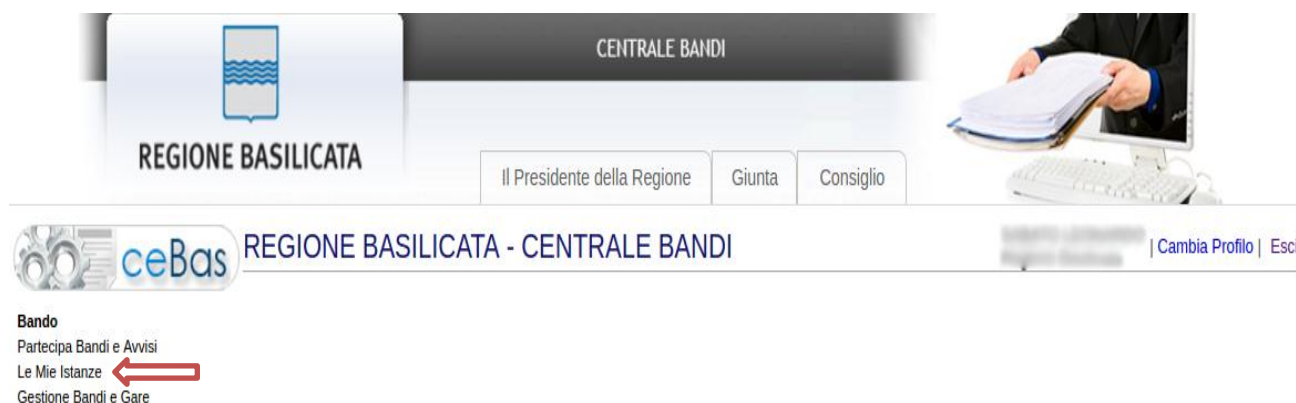 CENTRALE BANDI
REGIONE BASILICATA
Il Presidente della Regione Giunta Consiglio
ceBas REGIONE BASILICATA - CENTRALE BANDI
| Cambia Profilo | Esci
Bando
Partecipa Bandi e Avvisi
Le Mie Istanze
Gestione Bandi e Gare